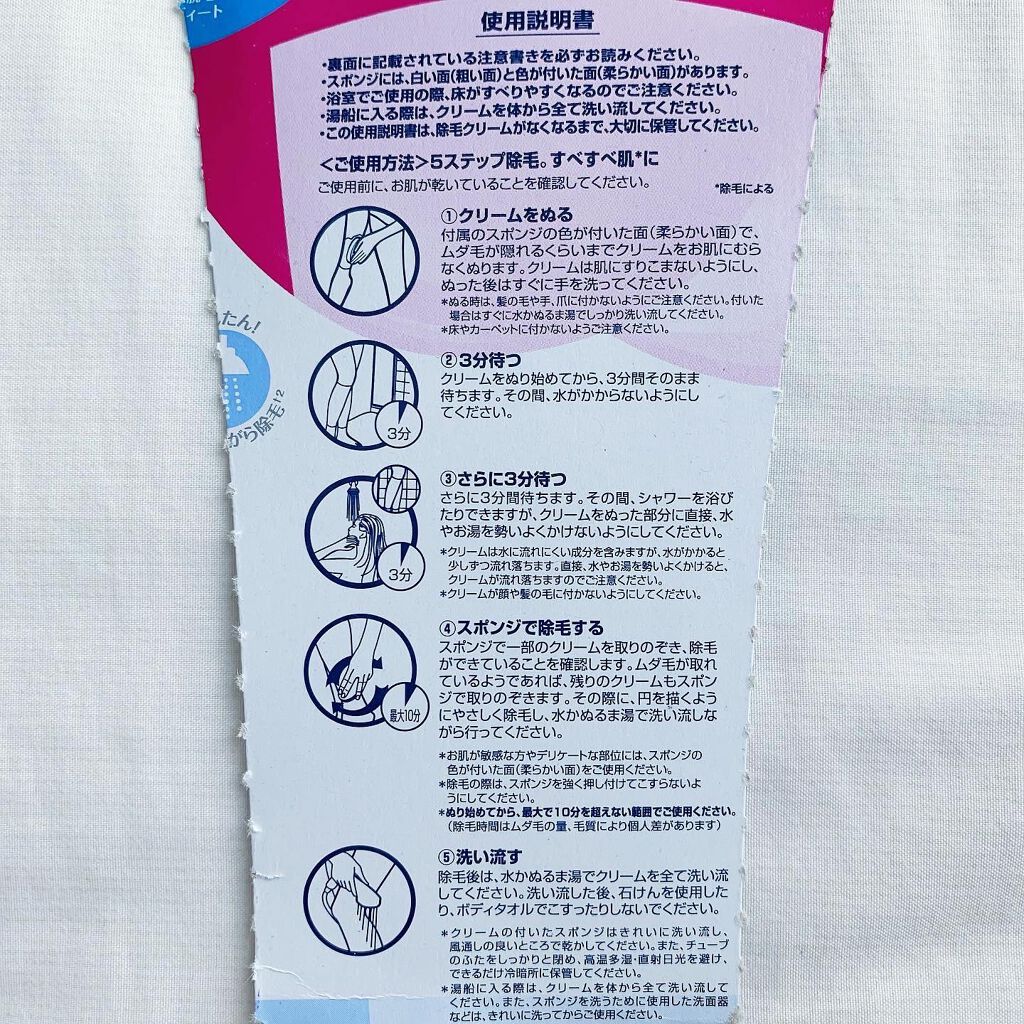 イート
使用説明書
・裏面に記載されている注意書きを必ずお読みください。
・スポンジには、白い面(粗い面)と色が付いた面(柔らかい面)があります。
・浴室でご使用の際、床がすべりやすくなるのでご注意ください。
・湯船に入る際は、クリームを体から全て洗い流してください。
・この使用説明書は、除毛クリームがなくなるまで、大切に保管してください。
<ご使用方法>5ステップ除毛。すべすべ肌*に
ご使用前に、お肌が乾いていることを確認してください。
*除毛による
①クリームをぬる
付属のスポンジの色が付いた面(柔らかい面)で、
ムダ毛が隠れるくらいまでクリームをお肌にむら
なくぬります。クリームは肌にすりこまないようにし、
ぬった後はすぐに手を洗ってください。
*ぬる時は、髪の毛や手、爪に付かないようにご注意ください。付いた
場合はすぐに水かぬるま湯でしっかり洗い流してください。
*床やカーペットに付かないようご注意ください。
たん!
がら除毛!2
②3分待つ
クリームをぬり始めてから、3分間そのまま
待ちます。その間、水がかからないようにし
てください。
3分
③さらに3分待つ
さらに3分間待ちます。その間、シャワーを浴び
たりできますが、クリームをぬった部分に直接、水
やお湯を勢いよくかけないようにしてください。
*クリームは水に流れにくい成分を含みますが、水がかかると
少しずつ流れ落ちます。直接、水やお湯を勢いよくかけると、
クリームが流れ落ちますのでご注意ください。
*クリームが顔や髪の毛に付かないようにしてください。
3分
④スポンジで除毛する
スポンジで一部のクリームを取りのぞき、除毛
ができていることを確認します。ムダ毛が取れ
ているようであれば、残りのクリームもスポン
ジで取りのぞきます。その際に、円を描くよう
にやさしく除毛し、水かぬるま湯で洗い流しな
がら行ってください。
最大10分
*お肌が敏感な方やデリケートな部位には、スポンジの
色が付いた面(柔らかい面)をご使用ください。
*除毛の際は、スポンジを強く押し付けてこすらないよ
うにしてください。
*ぬり始めてから、最大で10分を超えない範囲でご使用ください。
(除毛時間はムダ毛の量、毛質により個人差があります)
⑤洗い流す
除毛後は、水かぬるま湯でクリームを全て洗い流
してください。洗い流した後、石けんを使用した
り、ボディタオルでこすったりしないでください。
*クリームの付いたスポンジはきれいに洗い流し、
風通しの良いところで乾かしてください。また、チューブ
のふたをしっかりと閉め、高温多湿・直射日光を避け、
できるだけ冷暗所に保管してください。
*湯船に入る際は、クリームを体から全て洗い流して
ください。また、スポンジを洗うために使用した洗面器
などは、きれいに洗ってからご使用ください。